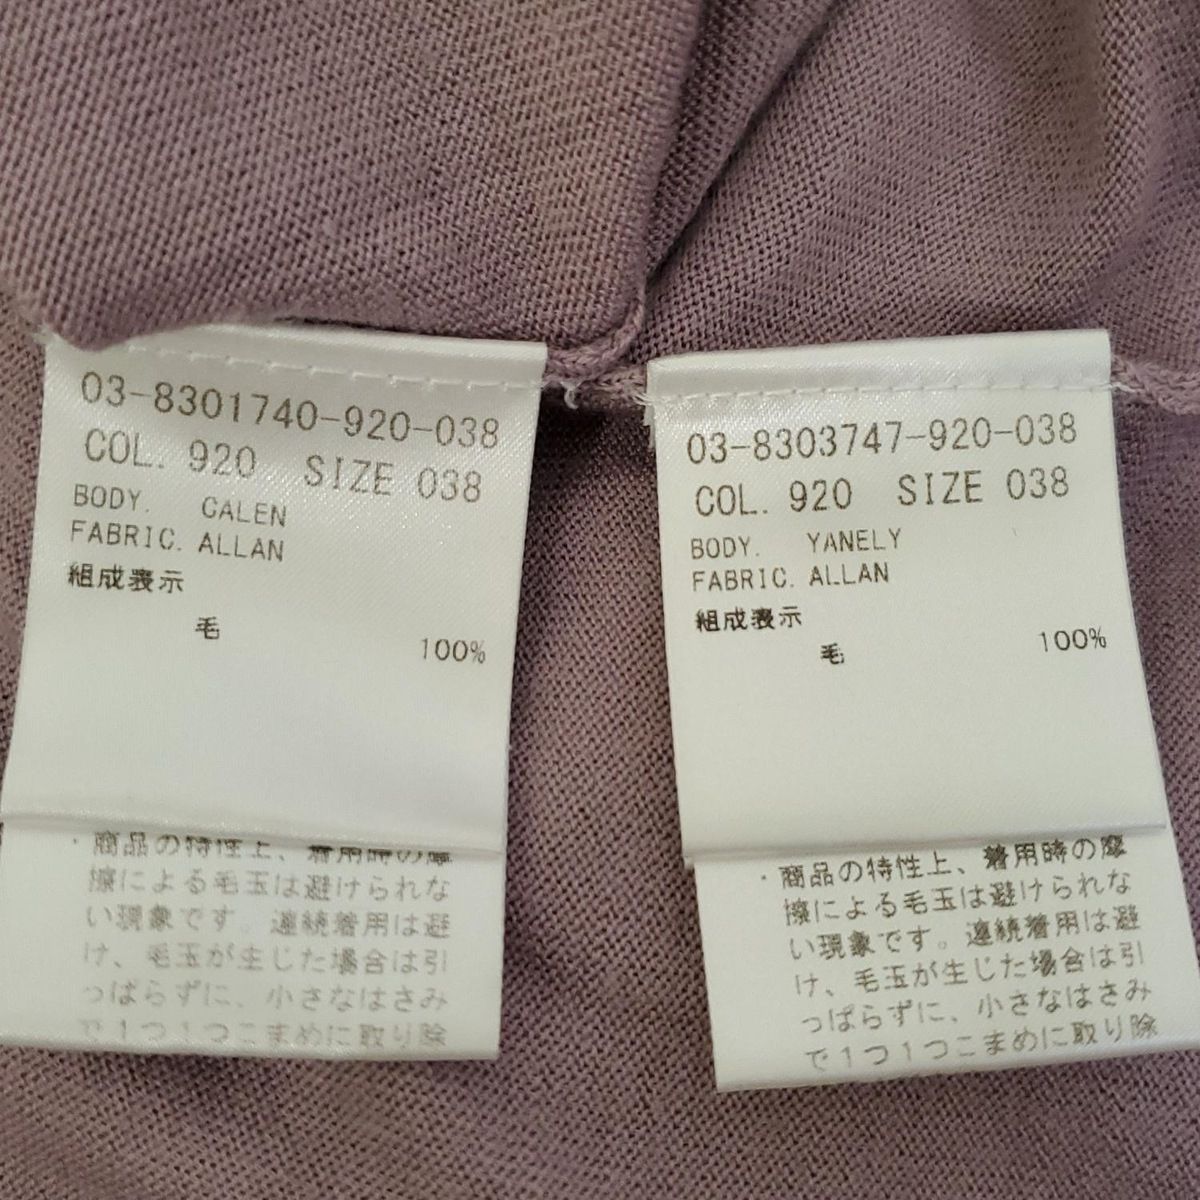 03-8301740-920-038
COL. 920 SIZE 038
BODY. CALEN
FABRIC. ALLAN
組成表示
毛
100%
・商品の特性上、着用時の摩
擦による毛玉は避けられな
い現象です。連続着用は避
け、毛玉が生じた場合は引
っぱらずに、小さなはさみ
で1つ1つこまめに取り除
03-8303747-920-038
COL. 920 SIZE 038
BODY. YANELY
FABRIC. ALLAN
組成表示
毛
100%
・商品の特性上、着用時の摩
擦による毛玉は避けられな
い現象です。連続着用は避
け、毛玉が生じた場合は引
っぱらずに、小さなはさみ
で1つ1つこまめに取り除